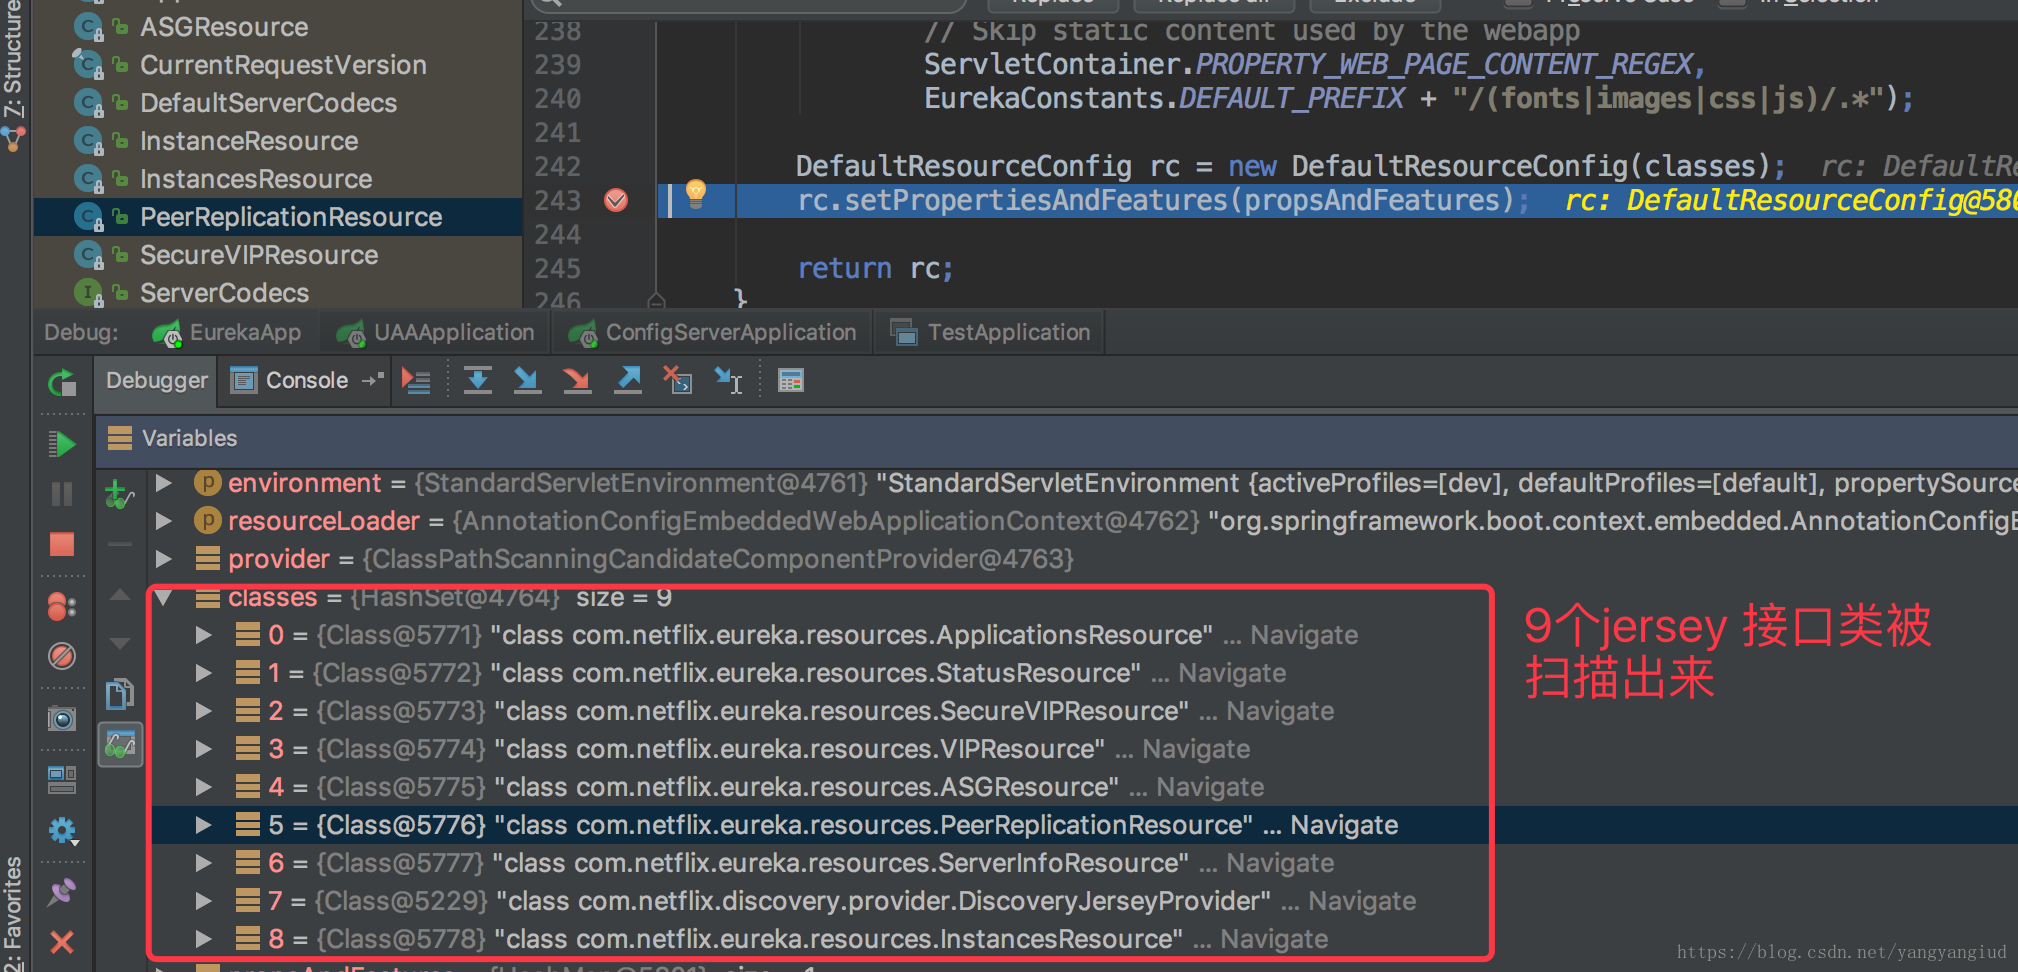 Z: Structure
ASGResource
CurrentRequestVersion
DefaultServerCodecs
InstanceResource
InstancesResource
PeerReplicationResource
SecureVIPResource
ServerCodecs
238 // Skip static content used by the webapp
239 ServletContainer.PROPERTY_WEB_PAGE_CONTENT_REGEX,
240 EurekaConstants.DEFAULT_PREFIX + "/(fonts|images|css|js)/.*");
241
242 DefaultResourceConfig rc = new DefaultResourceConfig(classes); rc: DefaultRe
243 rc.setPropertiesAndFeatures(propsAndFeatures); rc: DefaultResourceConfig@580
244
245 return rc;
246 }
Debug: EurekaApp UAAApplication ConfigServerApplication TestApplication
Debugger Console
Variables
environment = {StandardServletEnvironment@4761} "StandardServletEnvironment {activeProfiles=[dev], defaultProfiles=[default], propertySource
resourceLoader = {AnnotationConfigEmbeddedWebApplicationContext@4762} "org.springframework.boot.context.embedded.AnnotationConfigE
provider = {ClassPathScanningCandidateComponentProvider@4763}
classes = {HashSet@4764} size = 9
0 = {Class@5771} "class com.netflix.eureka.resources.ApplicationsResource" ... Navigate
1 = {Class@5772} "class com.netflix.eureka.resources.StatusResource" ... Navigate
2 = {Class@5773} "class com.netflix.eureka.resources.SecureVIPResource" ... Navigate
3 = {Class@5774} "class com.netflix.eureka.resources.VIPResource" ... Navigate
4 = {Class@5775} "class com.netflix.eureka.resources.ASGResource" ... Navigate
5 = {Class@5776} "class com.netflix.eureka.resources.PeerReplicationResource" ... Navigate
6 = {Class@5777} "class com.netflix.eureka.resources.ServerInfoResource" ... Navigate
7 = {Class@5229} "class com.netflix.discovery.provider.DiscoveryJerseyProvider" ... Navigate
8 = {Class@5778} "class com.netflix.eureka.resources.InstancesResource" ... Navigate
9个jersey 接口类被
扫描出来
2: Favorites
https://blog.csdn.net/yangyangiud